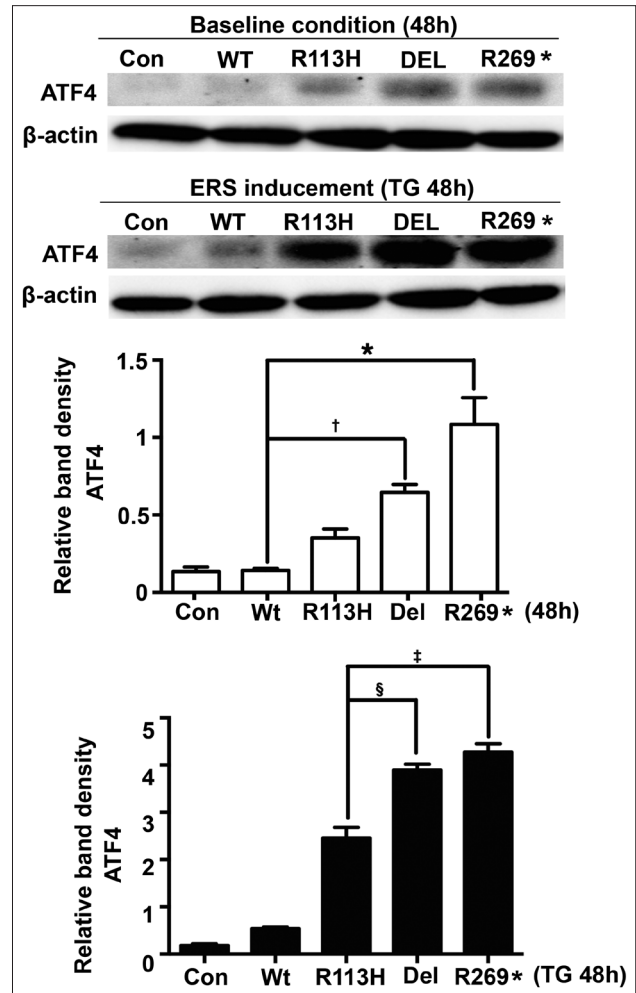 Baseline condition (48h)
Con WT R113H DEL R269 *
ATF4
β-actin
ERS inducement (TG 48h)
Con WT R113H DEL R269 *
ATF4
β-actin
Relative band density
ATF4
1.5
1
0.5
0
*
†
Con Wt R113H Del R269* (48h)
Relative band density
ATF4
5
4
3
2
1
0
‡
§
Con Wt R113H Del R269* (TG 48h)